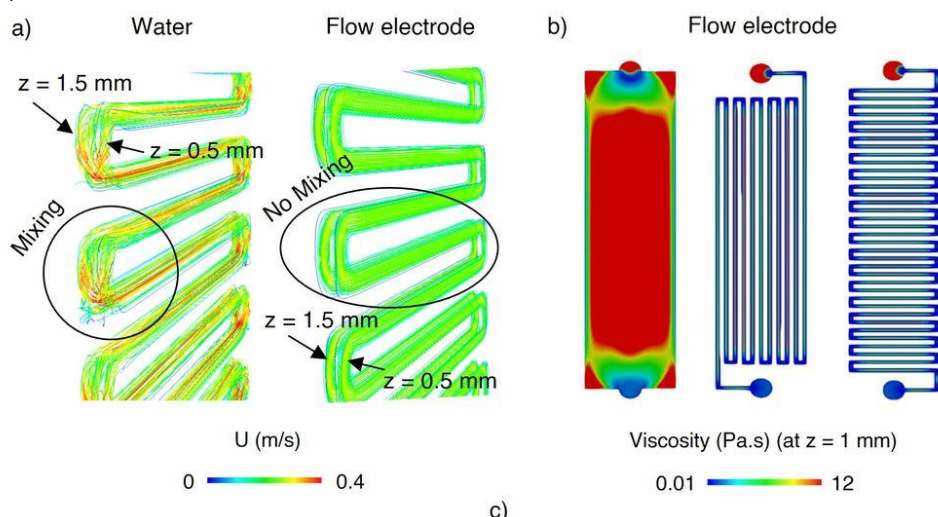 a)
Water
Flow electrode
b)
Flow electrode
z = 1.5 mm
z = 0.5 mm
Mixing
No Mixing
z = 1.5 mm
z = 0.5 mm
U (m/s)
0
0.4
Viscosity (Pa.s) (at z = 1 mm)
0.01
12
c)